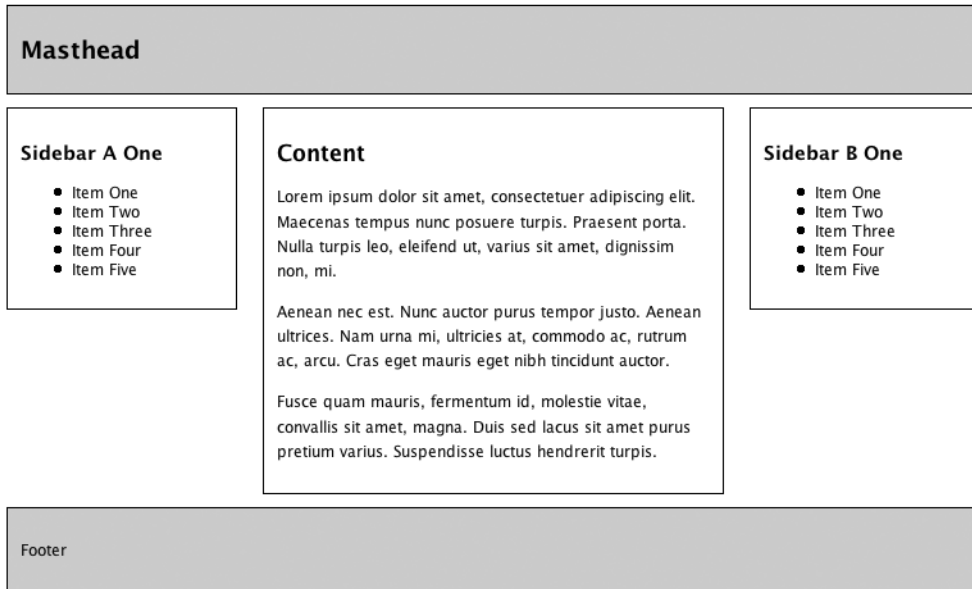 Masthead
Sidebar A One
Item One
Item Two
Item Three
Item Four
Item Five
Content
Lorem ipsum dolor sit amet, consectetuer adipiscing elit.
Maecenas tempus nunc posuere turpis. Praesent porta.
Nulla turpis leo, eleifend ut, varius sit amet, dignissim
non, mi.
Aenean nec est. Nunc auctor purus tempor justo. Aenean
ultrices. Nam urna mi, ultricies at, commodo ac, rutrum
ac, arcu. Cras eget mauris eget nibh tincidunt auctor.
Fusce quam mauris, fermentum id, molestie vitae,
convallis sit amet, magna. Duis sed lacus sit amet purus
pretium varius. Suspendisse luctus hendrerit turpis.
Sidebar B One
Item One
Item Two
Item Three
Item Four
Item Five
Footer